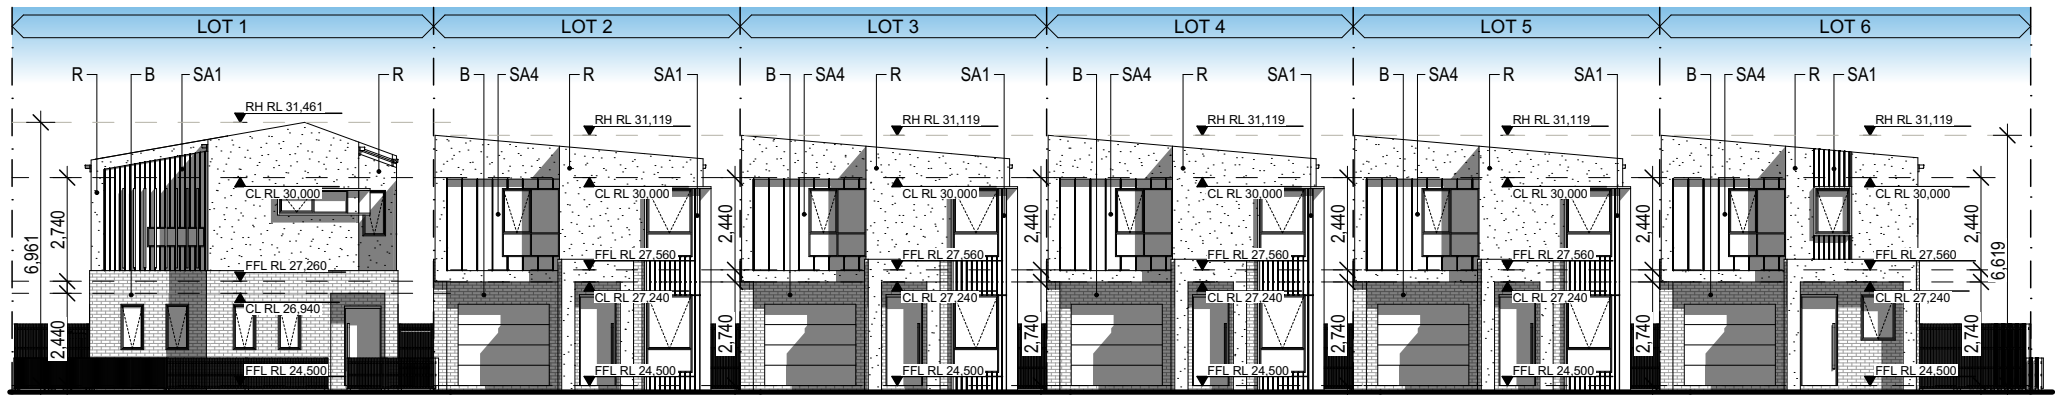 LOT 1
LOT 2
LOT 3
LOT 4
LOT 5
LOT 6
R B SA1 R
B SA4 R SA1
B SA4 R SA1
B SA4 R SA1
B SA4 R SA1
B SA4 R SA1
RH RL 31,461
CL RL 30,000
FFL RL 27,260
CL RL 26,940
FFL RL 24,500
6,961
2,740
2,440
RH RL 31,119
CL RL 30,000
FFL RL 27,560
CL RL 27,240
FFL RL 24,500
2,440
2,740
RH RL 31,119
CL RL 30,000
FFL RL 27,560
CL RL 27,240
FFL RL 24,500
2,440
2,740
RH RL 31,119
CL RL 30,000
FFL RL 27,560
CL RL 27,240
FFL RL 24,500
2,440
2,740
RH RL 31,119
CL RL 30,000
FFL RL 27,560
CL RL 27,240
FFL RL 24,500
2,440
2,740
RH RL 31,119
CL RL 30,000
FFL RL 27,560
CL RL 27,240
FFL RL 24,500
2,440
2,740
6,619